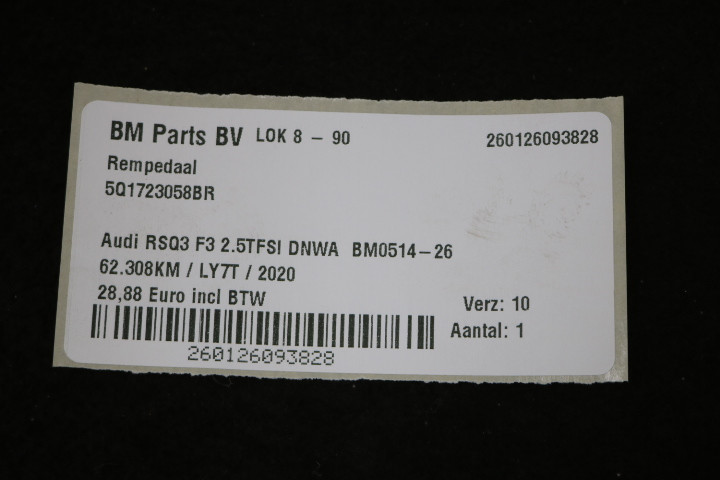 BM Parts BV LOK 8 - 90 260126093828
Rempedaal
5Q1723058BR
Audi RSQ3 F3 2.5TFSI DNWA BM0514-26
62.308KM / LY7T / 2020
28,88 Euro incl BTW
Verz: 10
Aantal: 1
260126093828